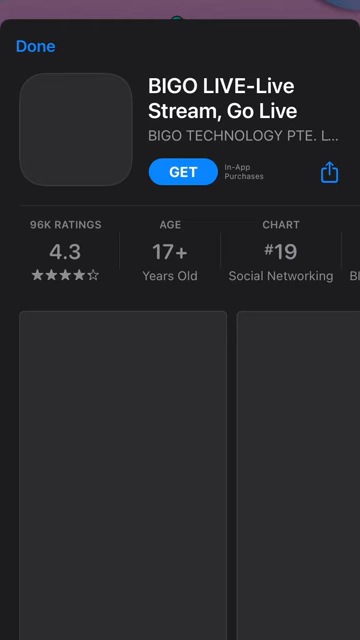 Done
BIGO LIVE-Live
Stream, Go Live
BIGO TECHNOLOGY PTE. L...
GET
In-App
Purchases
96K RATINGS
4.3
AGE
17+
Years Old
CHART
#19
Social Networking
BI